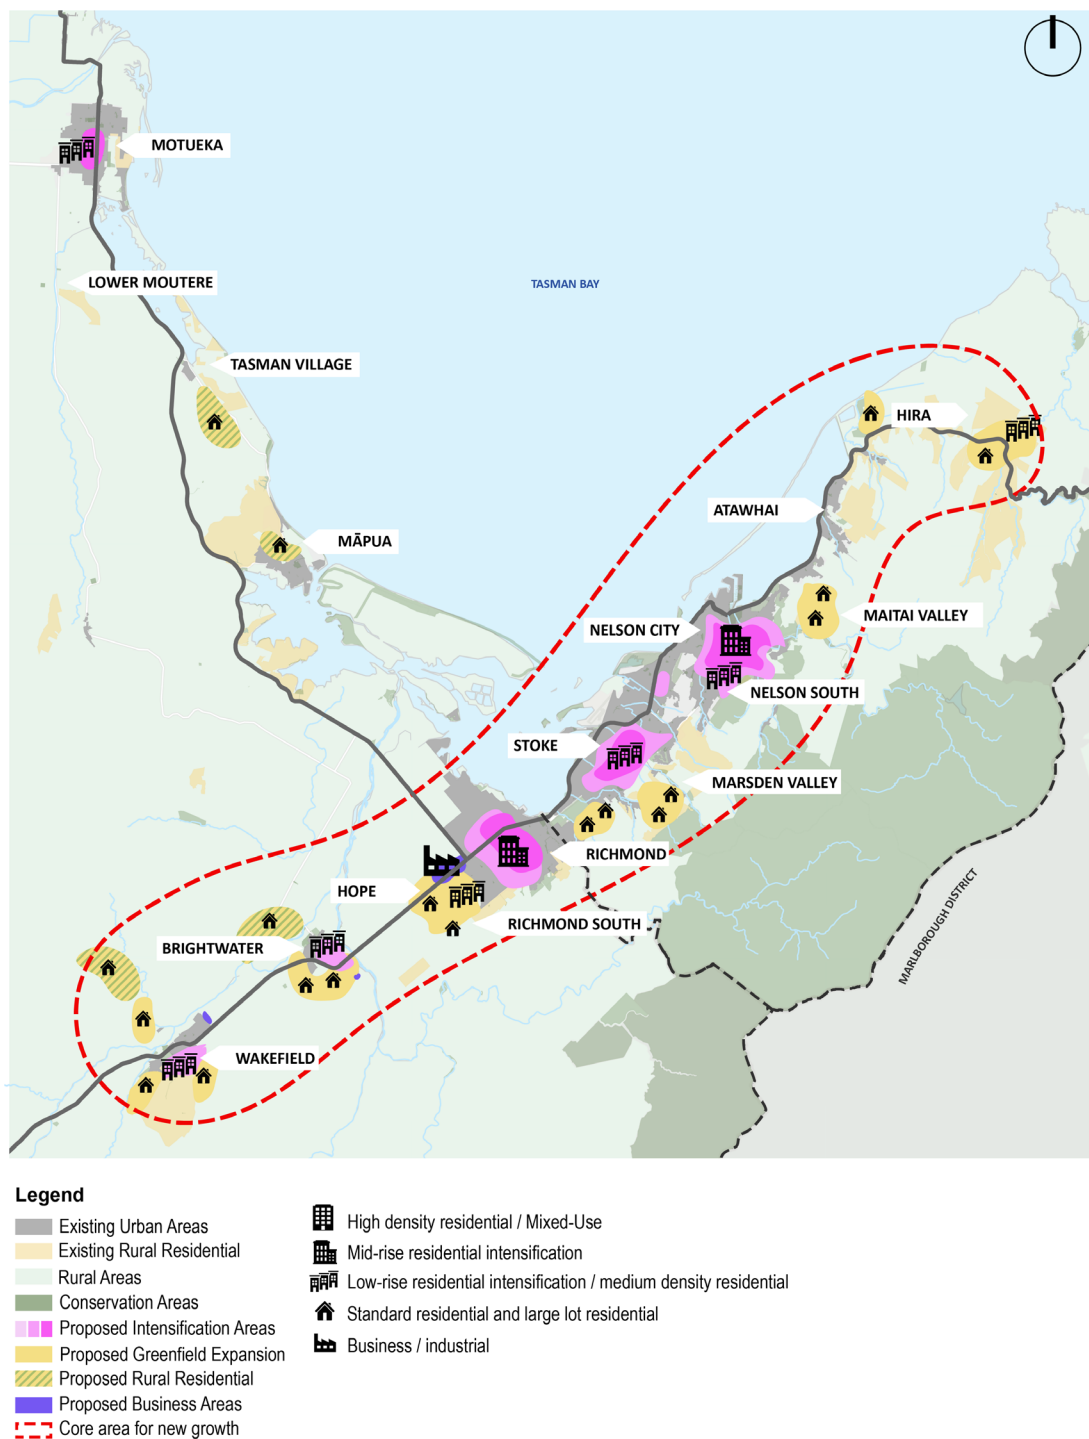 MOTUEKA
LOWER MOUTERE
TASMAN BAY
TASMAN VILLAGE
HIRA
ATAWHAI
MĀPUA
MAITAI VALLEY
NELSON CITY
NELSON SOUTH
STOKE
MARSDEN VALLEY
RICHMOND
HOPE
RICHMOND SOUTH
BRIGHTWATER
MARLBOROUGH DISTRICT
WAKEFIELD
Legend
Existing Urban Areas
Existing Rural Residential
Rural Areas
Conservation Areas
Proposed Intensification Areas
Proposed Greenfield Expansion
Proposed Rural Residential
Proposed Business Areas
Core area for new growth
High density residential / Mixed-Use
Mid-rise residential intensification
Low-rise residential intensification / medium density residential
Standard residential and large lot residential
Business / industrial